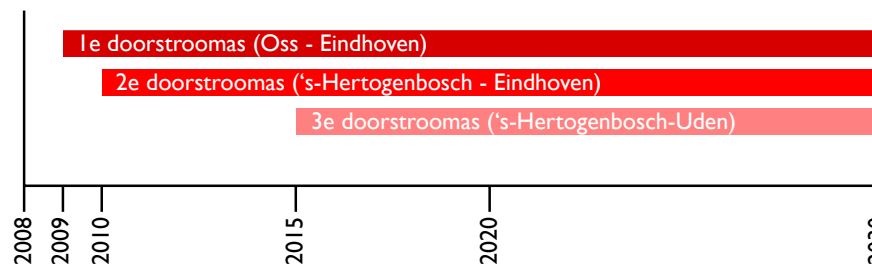 1e doorstroomas (Oss - Eindhoven)
2e doorstroomas (‘s-Hertogenbosch - Eindhoven)
3e doorstroomas (‘s-Hertogenbosch-Uden)
2008
2009
2010
2015
2020